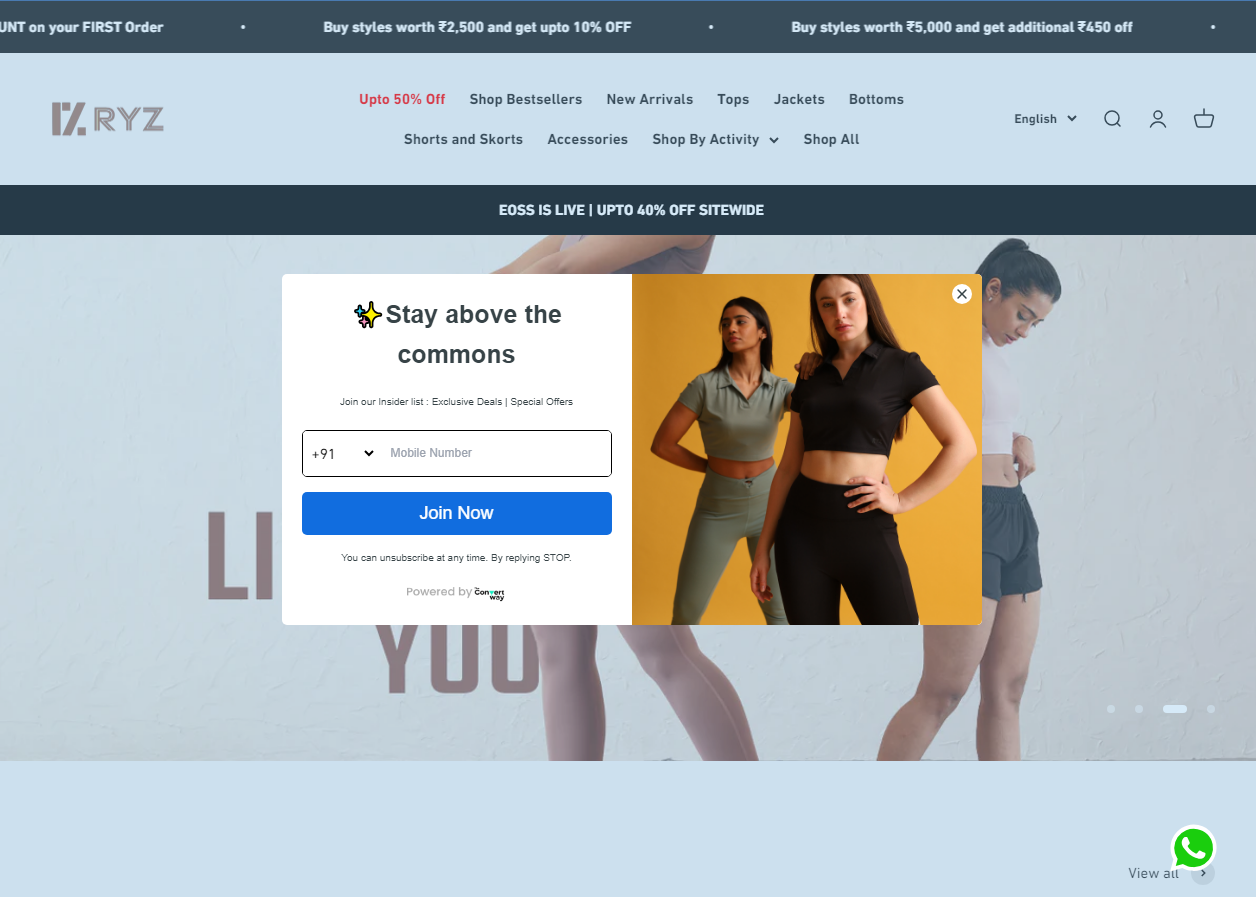 UNT on your FIRST Order • Buy styles worth ₹2,500 and get upto 10% OFF • Buy styles worth ₹5,000 and get additional ₹450 off •
RYZ
Upto 50% Off Shop Bestsellers New Arrivals Tops Jackets Bottoms
Shorts and Skorts Accessories Shop By Activity Shop All
English
EOSS IS LIVE | UPTO 40% OFF SITEWIDE
✨Stay above the
commons
Join our Insider list : Exclusive Deals | Special Offers
+91 Mobile Number
Join Now
You can unsubscribe at any time. By replying STOP.
Powered by Convert
way
LI
YOU
View all